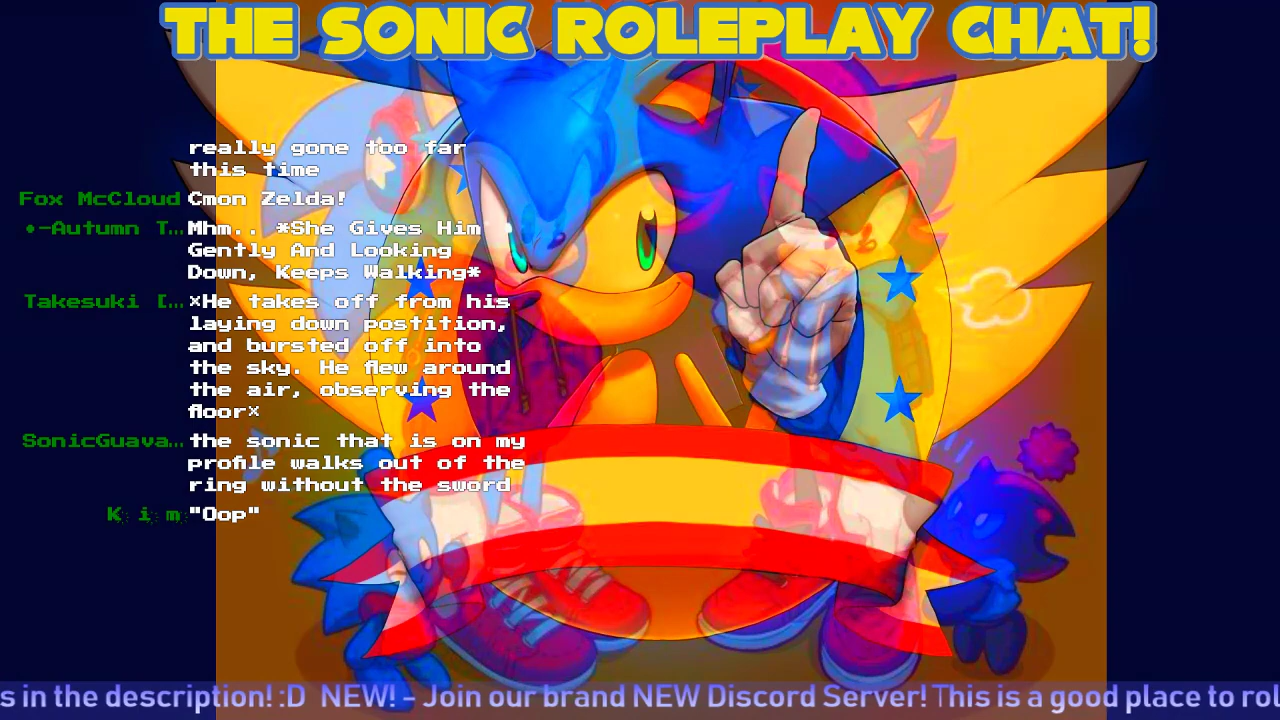 THE SONIC ROLEPLAY CHAT!
really gone too far
this time
Fox McCloud Cmon Zelda!
•-Autumn T... Mhm.. *She Gives Him
Gently And Looking
Down, Keeps Walking*
Takesuki [... ×He takes off from his
laying down postition,
and bursted off into
the sky. He flew around
the air, observing the
floor×
SonicGuava... the sonic that is on my
profile walks out of the
ring without the sword
K i m "Oop"
s in the description! :D NEW! - Join our brand NEW Discord Server! This is a good place to rol